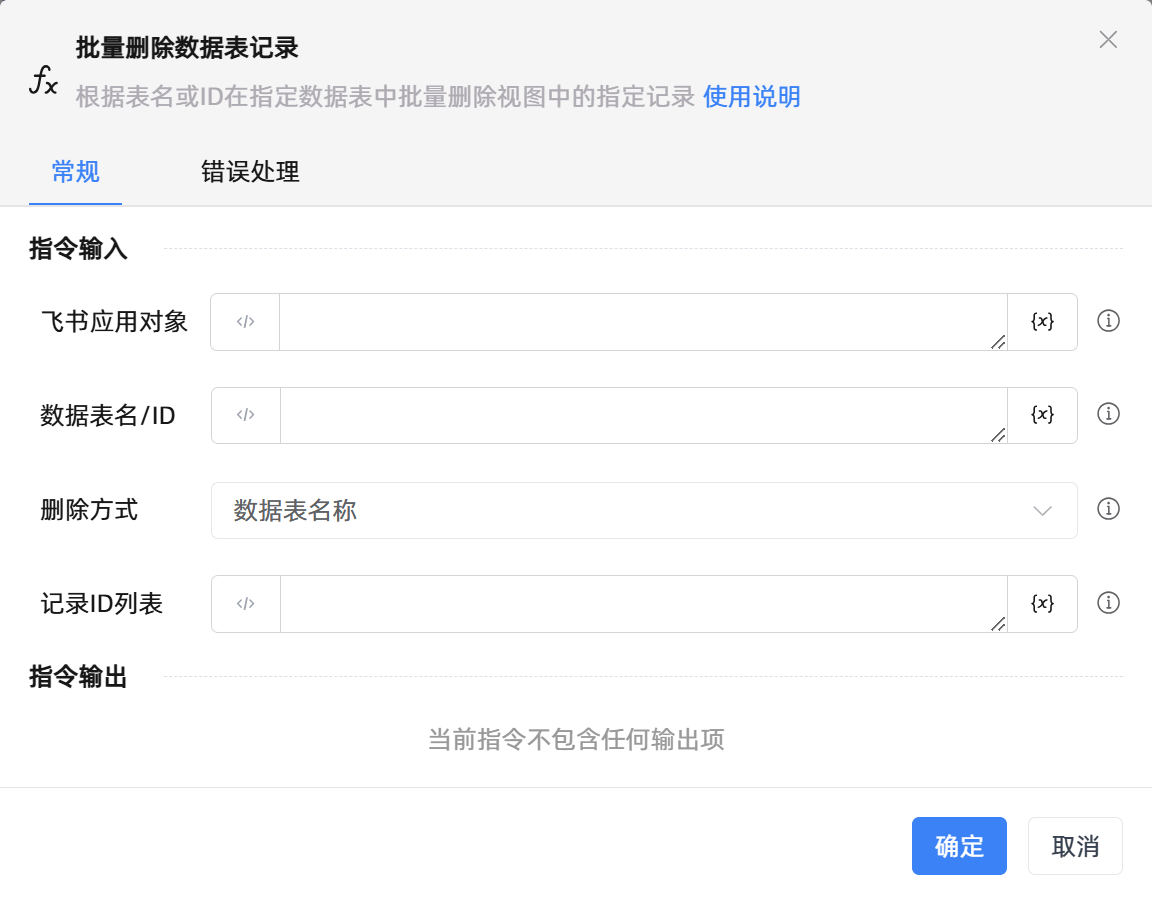 批量删除数据表记录
fx
根据表名或ID在指定数据表中批量删除视图中的指定记录 使用说明
常规 错误处理
指令输入
飞书应用对象 </> {x}
数据表名/ID </> {x}
删除方式 数据表名称
记录ID列表 </> {x}
指令输出
当前指令不包含任何输出项
确定 取消